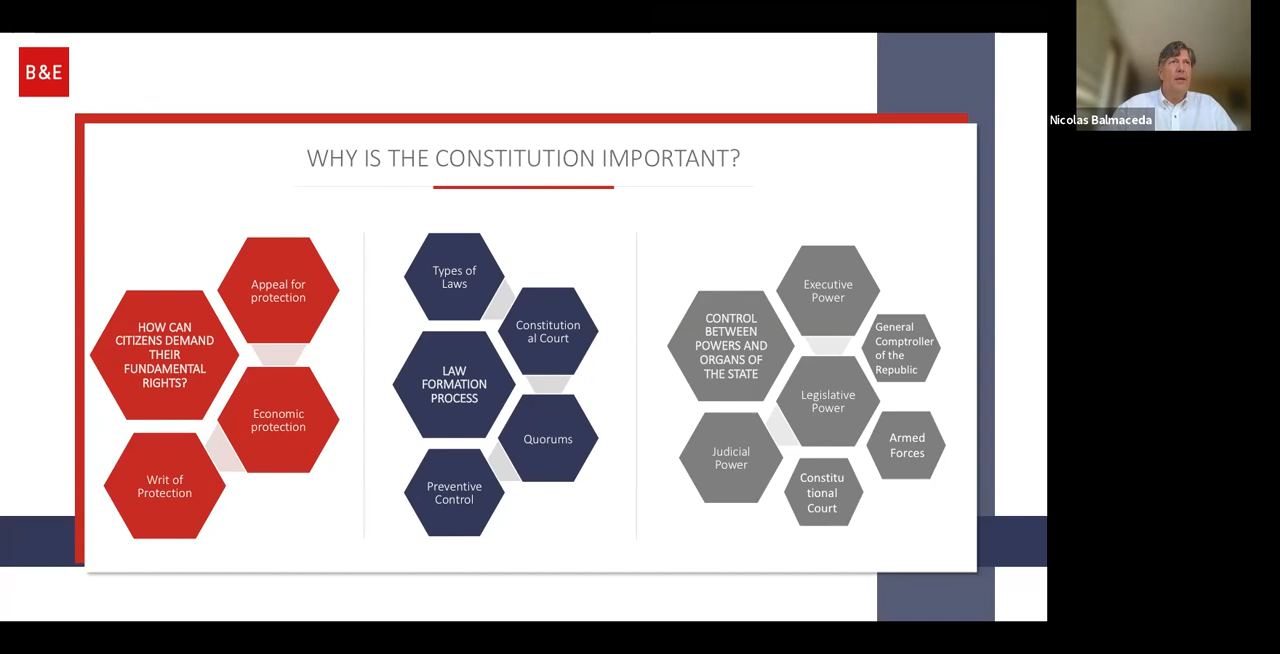 B&E
Nicolas Balmaceda
WHY IS THE CONSTITUTION IMPORTANT?
HOW CAN
CITIZENS DEMAND
THEIR
FUNDAMENTAL
RIGHTS?
Appeal for
protection
Economic
protection
Writ of
Protection
Types of
Laws
Constitution
al Court
LAW
FORMATION
PROCESS
Quorums
Preventive
Control
CONTROL
BETWEEN
POWERS AND
ORGANS OF
THE STATE
Executive
Power
General
Comptroller
of the
Republic
Legislative
Power
Armed
Forces
Judicial
Power
Constitu
tional
Court